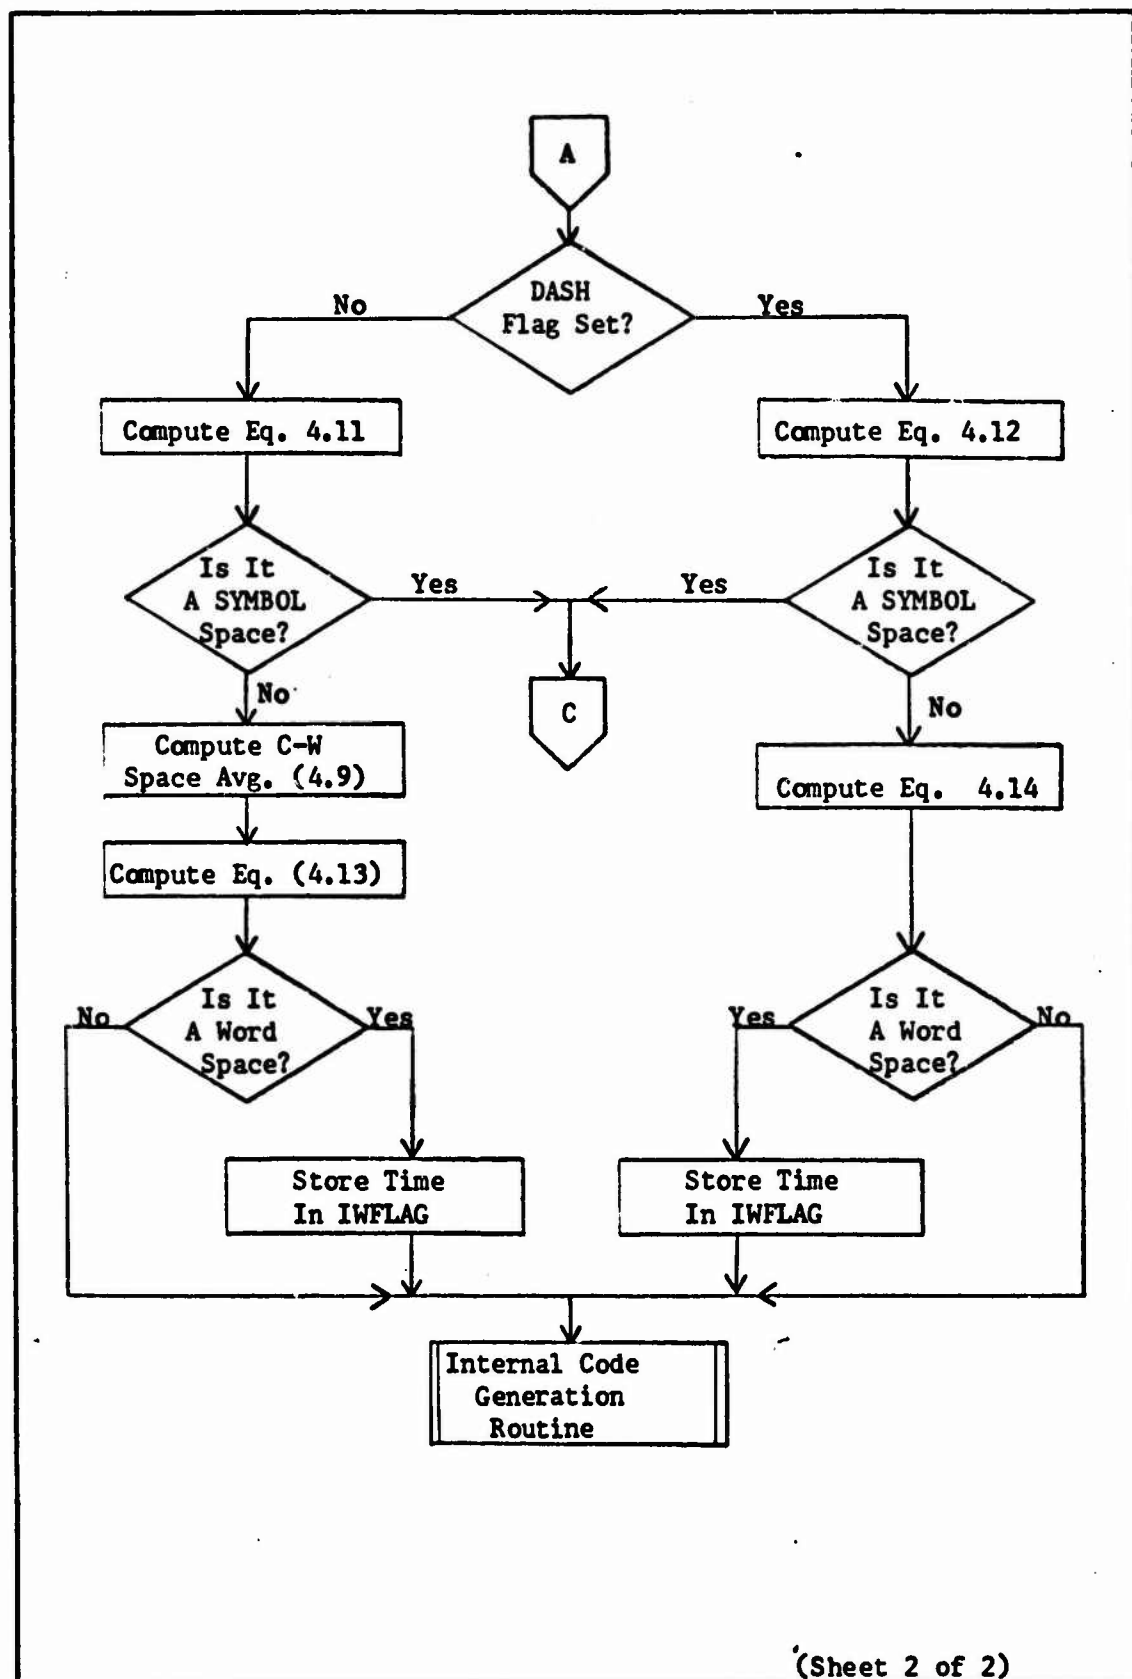 A
DASH
Flag Set?
No
Yes
Compute Eq. 4.11
Compute Eq. 4.12
Is It
A SYMBOL
Space?
Yes
Yes
Is It
A SYMBOL
Space?
No
C
No
Compute C-W
Space Avg. (4.9)
Compute Eq. 4.14
Compute Eq. (4.13)
No
Is It
A Word
Space?
Yes
Yes
Is It
A Word
Space?
No
Store Time
In IWFLAG
Store Time
In IWFLAG
Internal Code
Generation
Routine
(Sheet 2 of 2)